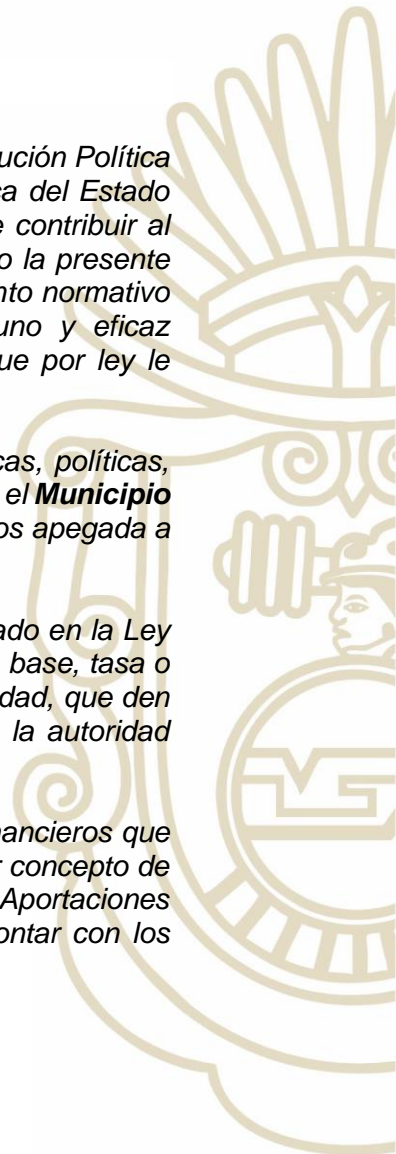 ución Política
ca del Estado
e contribuir al
o la presente
nto normativo
uno y eficaz
ue por ley le
cas, políticas,
el Municipio
os apegada a
ado en la Ley
base, tasa o
dad, que den
la autoridad
nancieros que
r concepto de
Aportaciones
ontar con los